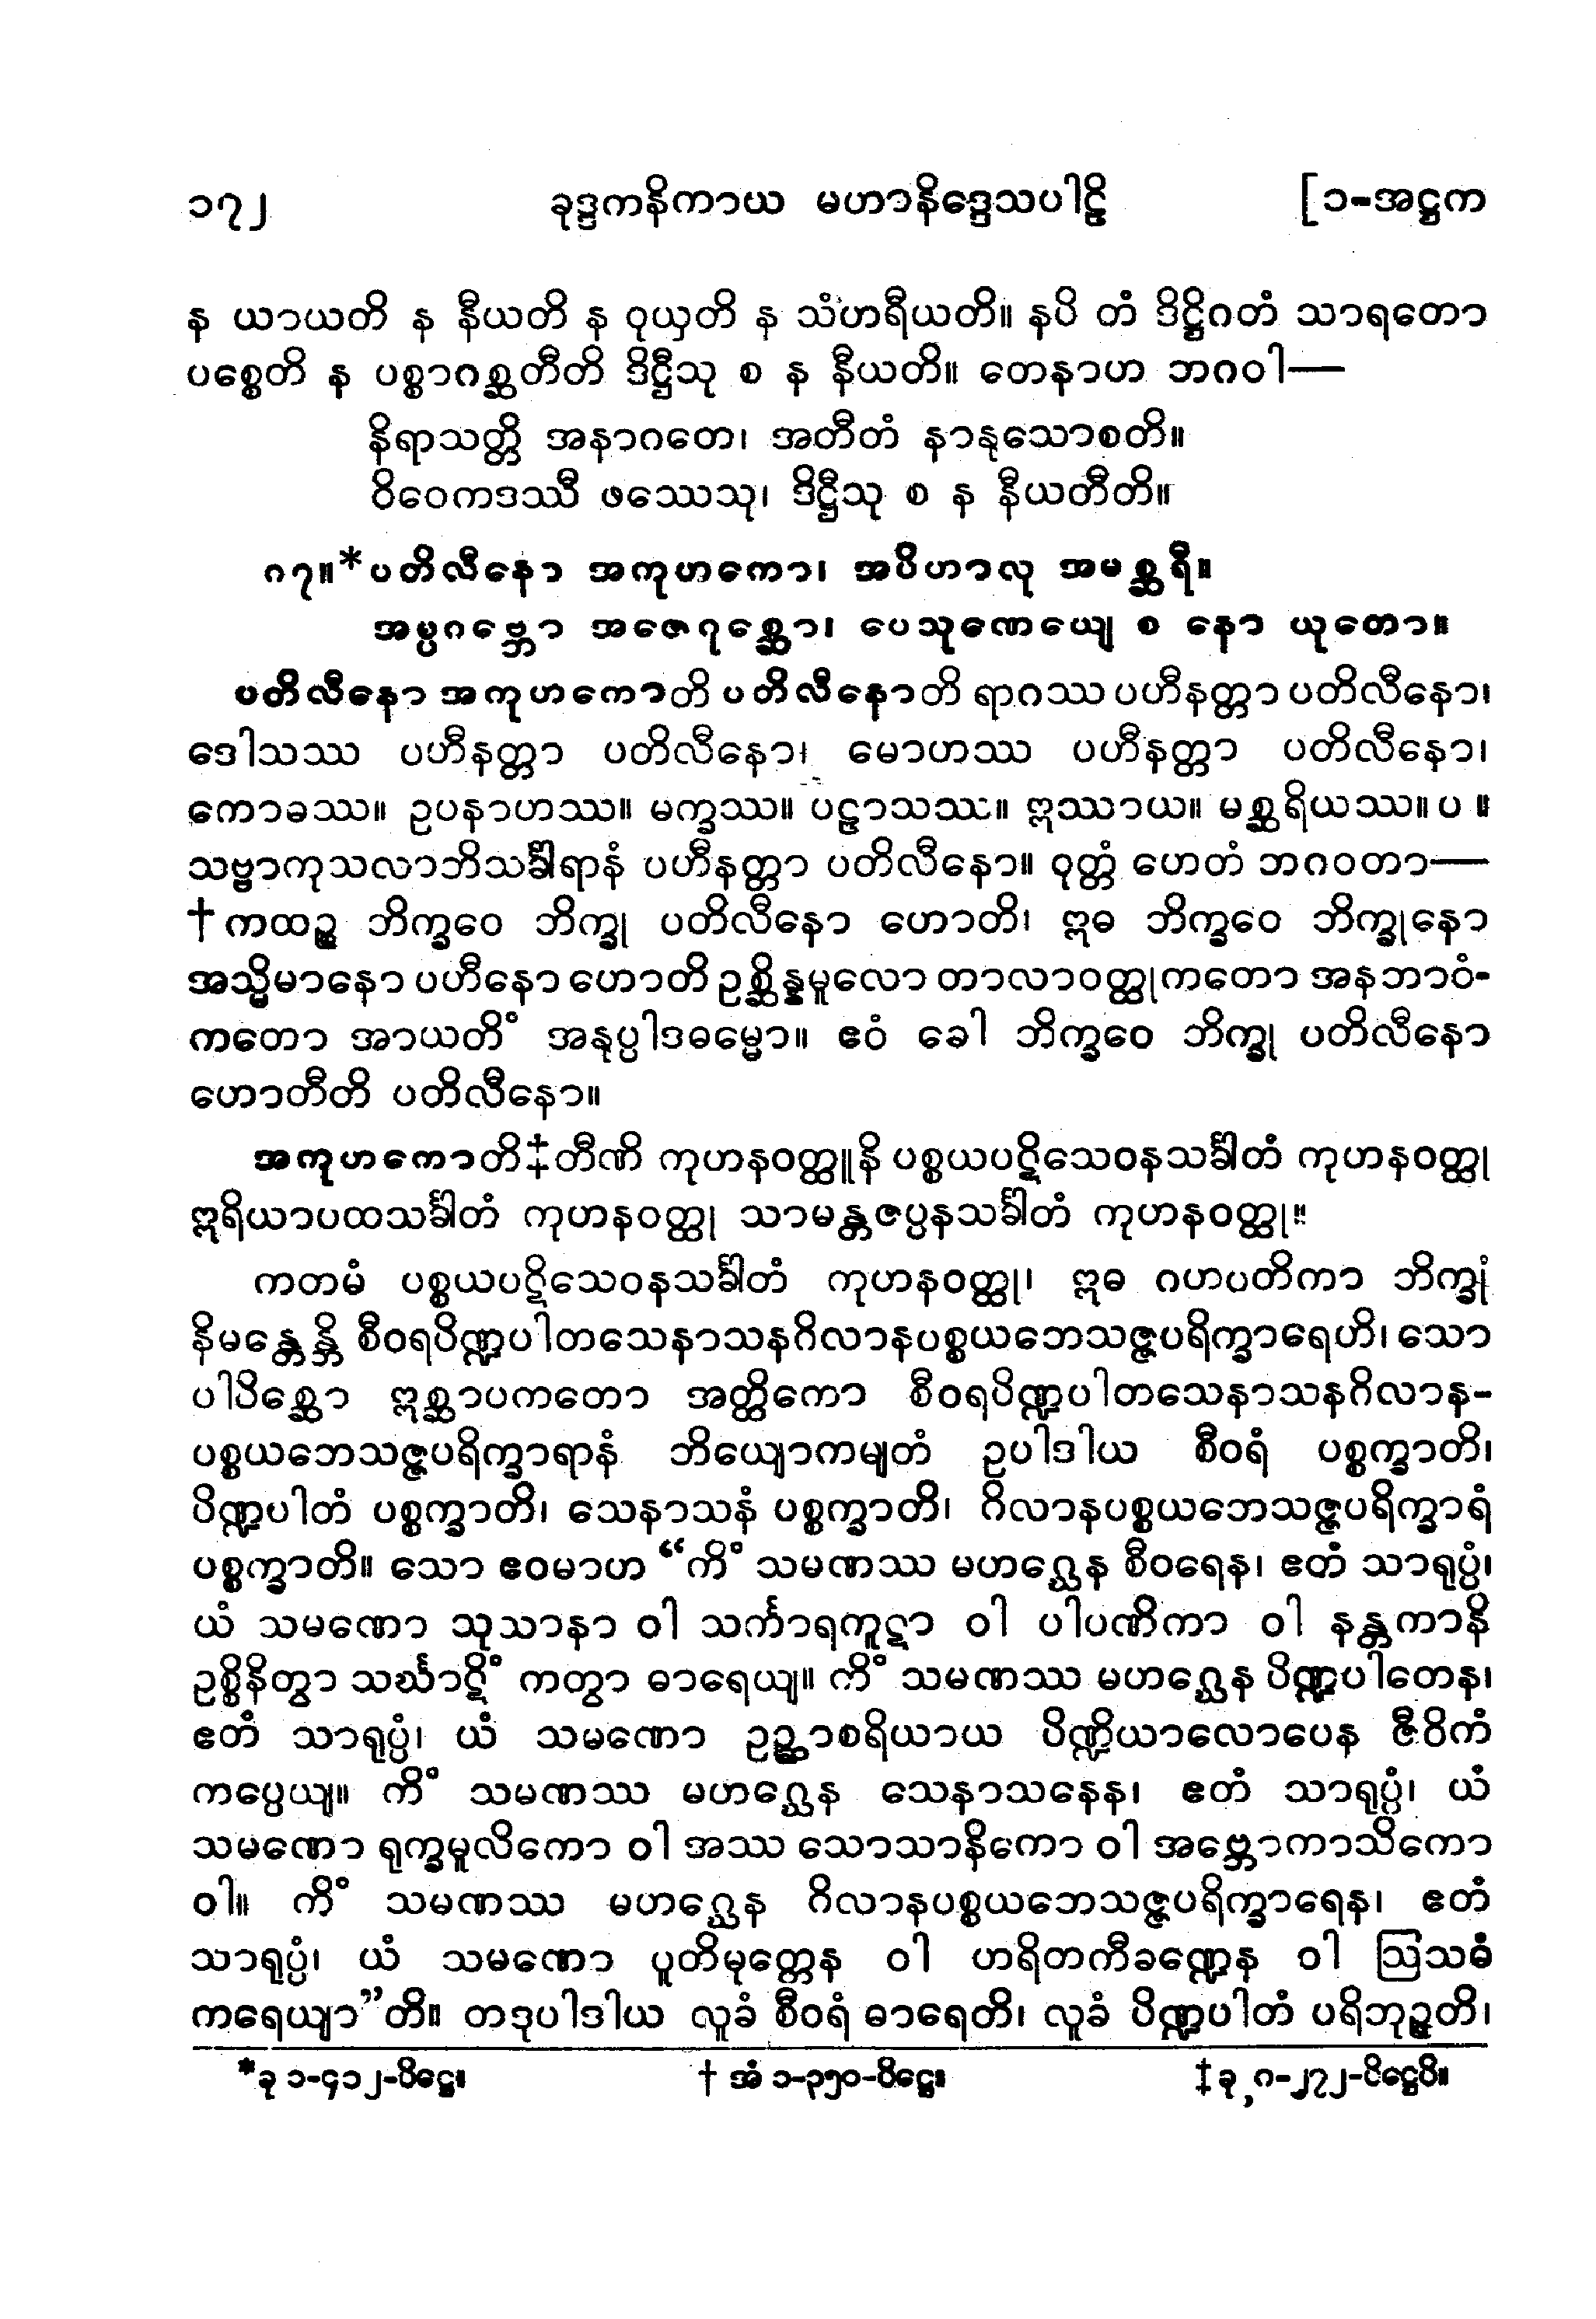 ၁၇၂ ခုဒ္ဒကနိကာယ မဟာနိဒ္ဒေသပါဠိ [၁-အဋ္ဌက
န ယာယတိ န နီယတိ န ဝုယှတိ န သံဟရီယတိ။ နပိ တံ ဒိဋ္ဌိဂတံ သာရတော
ပစ္စေတိ န ပစ္စာဂစ္ဆတီတိ ဒိဋ္ဌီသု စ န နီယတိ။ တေနာဟ ဘဂဝါ—
နိရာသတ္တိ အနာဂတေ၊ အတီတံ နာနုသောစတိ။
ဝိဝေကဒဿီ ဖဿေသု၊ ဒိဋ္ဌီသု စ န နီယတီတိ။
၈၇။*ပတိလီနော အကုဟကော၊ အပိဟာလု အမစ္ဆရီ။
အပ္ပဂဗ္ဘော အဇေဂုစ္ဆော၊ ပေသုဏေယျေ စ နော ယုတော။
ပတိလီနော အကုဟကောတိ ပတိလီနောတိ ရာဂဿ ပဟီနတ္တာ ပတိလီနော၊
ဒေါသဿ ပဟီနတ္တာ ပတိလီနော၊ မောဟဿ ပဟီနတ္တာ ပတိလီနော၊
ကောဓဿ။ ဥပနာဟဿ။ မက္ခဿ။ ပဠာသဿ။ ဣဿာယ။ မစ္ဆရိယဿ။ ပ ။
သဗ္ဗာကုသလာဘိသင်္ခါရာနံ ပဟီနတ္တာ ပတိလီနော။ ဝုတ္တံ ဟေတံ ဘဂဝတာ—
†ကထဉ္စ ဘိက္ခဝေ ဘိက္ခု ပတိလီနော ဟောတိ၊ ဣဓ ဘိက္ခဝေ ဘိက္ခုနော
အသ္မိမာနော ပဟီနော ဟောတိ ဥစ္ဆိန္နမူလော တာလာဝတ္ထုကတော အနဘာဝံ-
ကတော အာယတိံ အနုပ္ပါဒဓမ္မော။ ဧဝံ ခေါ ဘိက္ခဝေ ဘိက္ခု ပတိလီနော
ဟောတီတိ ပတိလီနော။
အကုဟကောတိ‡တီဏိ ကုဟနဝတ္ထူနိ ပစ္စယပဋိသေဝနသင်္ခါတံ ကုဟနဝတ္ထု
ဣရိယာပထသင်္ခါတံ ကုဟနဝတ္ထု သာမန္တဇပ္ပနသင်္ခါတံ ကုဟနဝတ္ထု။
ကတမံ ပစ္စယပဋိသေဝနသင်္ခါတံ ကုဟနဝတ္ထု၊ ဣဓ ဂဟပတိကာ ဘိက္ခုံ
နိမန္တေန္တိ စီဝရပိဏ္ဍပါတသေနာသနဂိလာနပစ္စယဘေသဇ္ဇပရိက္ခာရေဟိ၊ သော
ပါပိစ္ဆော ဣစ္ဆာပကတော အတ္ထိကော စီဝရပိဏ္ဍပါတသေနာသနဂိလာန-
ပစ္စယဘေသဇ္ဇပရိက္ခာရာနံ ဘိယျောကမျတံ ဥပါဒါယ စီဝရံ ပစ္စက္ခာတိ၊
ပိဏ္ဍပါတံ ပစ္စက္ခာတိ၊ သေနာသနံ ပစ္စက္ခာတိ၊ ဂိလာနပစ္စယဘေသဇ္ဇပရိက္ခာရံ
ပစ္စက္ခာတိ။ သော ဧဝမာဟ “ကိံ သမဏဿ မဟဂ္ဃေန စီဝရေန၊ ဧတံ သာရုပ္ပံ၊
ယံ သမဏော သုသာနာ ဝါ သင်္ကာရကူဋာ ဝါ ပါပဏိကာ ဝါ နန္တကာနိ
ဥစ္စိနိတွာ သင်္ဃာဋိံ ကတွာ ဓာရေယျ။ ကိံ သမဏဿ မဟဂ္ဃေန ပိဏ္ဍပါတေန၊
ဧတံ သာရုပ္ပံ၊ ယံ သမဏော ဥဉ္ဆာစရိယာယ ပိဏ္ဍိယာလောပေန ဇီဝိကံ
ကပ္ပေယျ။ ကိံ သမဏဿ မဟဂ္ဃေန သေနာသနေန၊ ဧတံ သာရုပ္ပံ၊ ယံ
သမဏော ရုက္ခမူလိကော ဝါ အဿ သောသာနိကော ဝါ အဗ္ဘောကာသိကော
ဝါ။ ကိံ သမဏဿ မဟဂ္ဃေန ဂိလာနပစ္စယဘေသဇ္ဇပရိက္ခာရေန၊ ဧတံ
သာရုပ္ပံ၊ ယံ သမဏော ပူတိမုတ္တေန ဝါ ဟရိတကီခဏ္ဍေန ဝါ ဩသဓံ
ကရေယျာ”တိ။ တဒုပါဒါယ လူခံ စီဝရံ ဓာရေတိ၊ လူခံ ပိဏ္ဍပါတံ ပရိဘုဉ္ဇတိ၊
*ခု ၁-၄၁၂-ပိဋ္ဌေ။ † အံ ၁-၃၅၀-ပိဋ္ဌေ။ ‡ခု ၊ ၈-၂၇၂-ပိဋ္ဌေပိ။